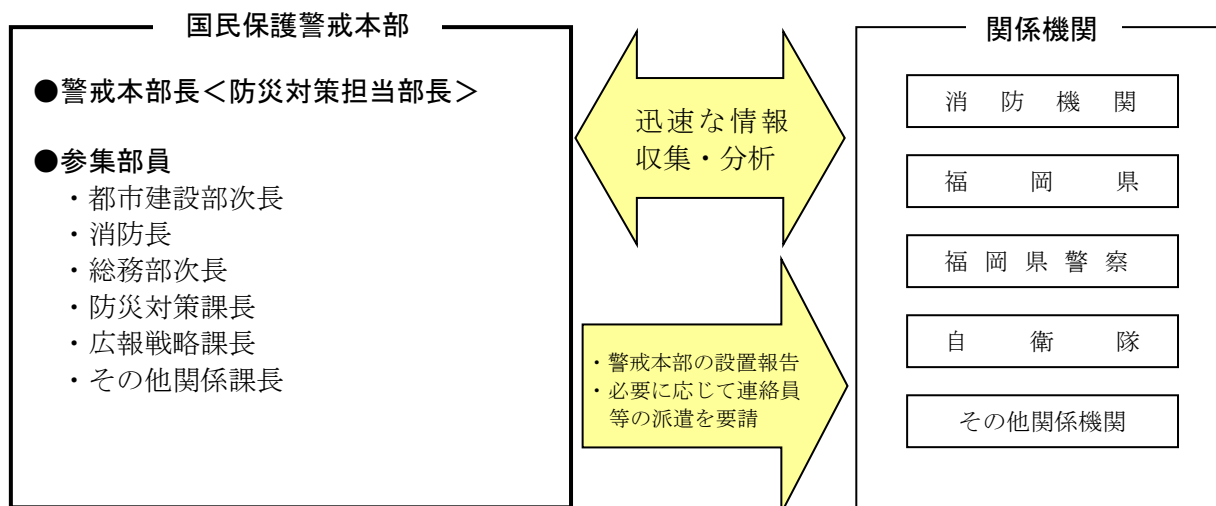 国民保護警戒本部
●警戒本部長＜防災対策担当部長＞
●参集部員
・都市建設部次長
・消防長
・総務部次長
・防災対策課長
・広報戦略課長
・その他関係課長
迅速な情報
収集・分析
・警戒本部の設置報告
・必要に応じて連絡員
等の派遣を要請
関係機関
消防機関
福岡県
福岡県警察
自衛隊
その他関係機関